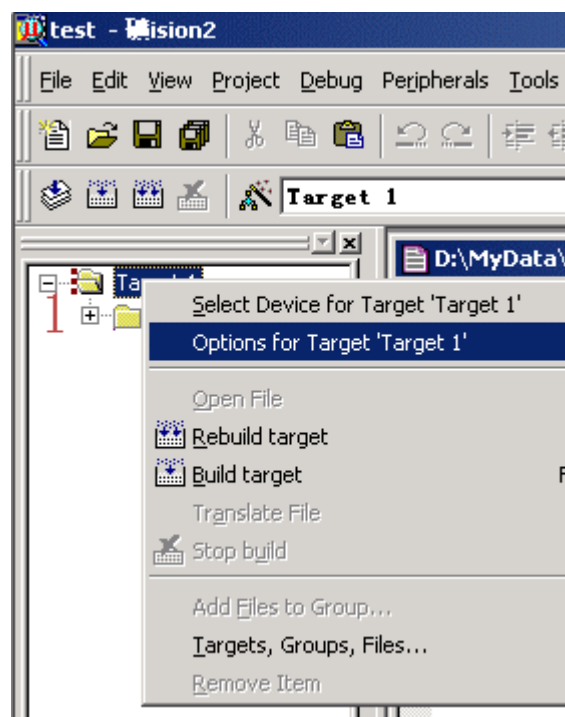 test - µVision2
File Edit View Project Debug Peripherals Tools
Target 1
D:\MyData\
1
Select Device for Target 'Target 1'
Options for Target 'Target 1'
Open File
Rebuild target
Build target F
Translate File
Stop build
Add Files to Group...
Targets, Groups, Files...
Remove Item